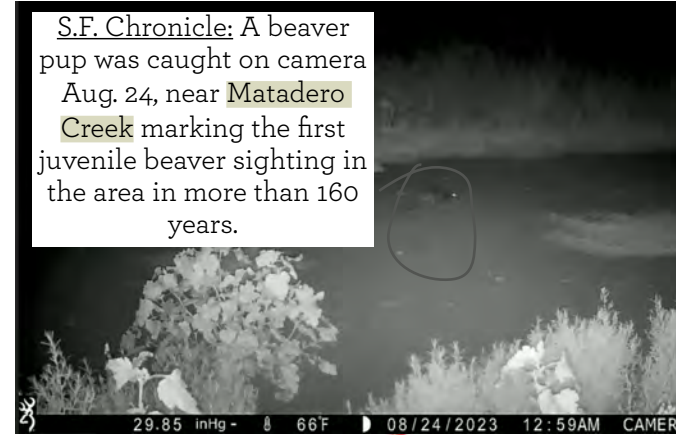 S.F. Chronicle: A beaver
pup was caught on camera
Aug. 24, near Matadero
Creek marking the first
juvenile beaver sighting in
the area in more than 160
years.
29.85 inHg - 66°F 08/24/2023 12:59AM CAMER